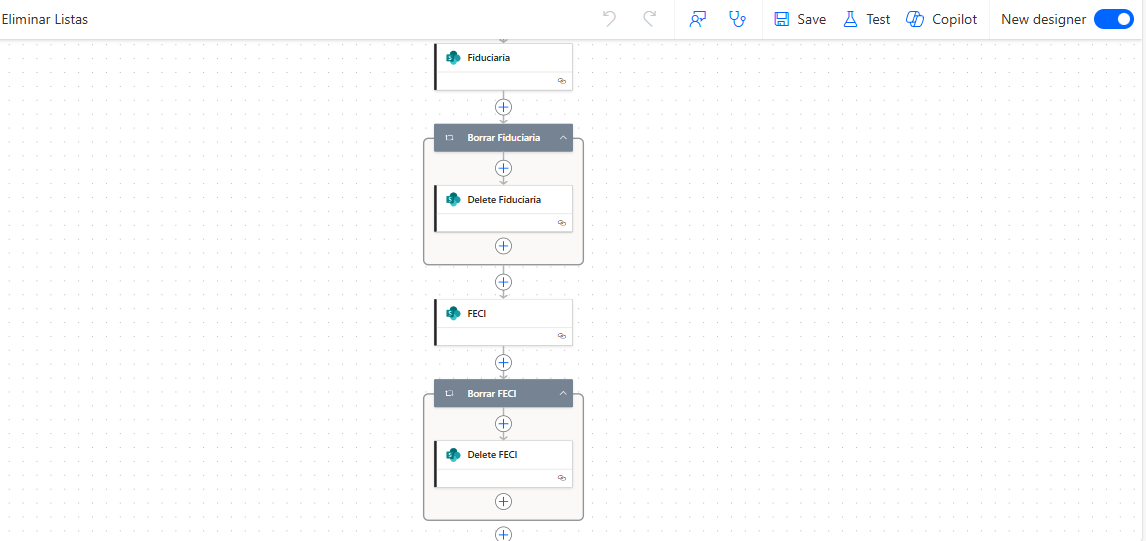 Eliminar Listas
Save
Test
Copilot
New designer
Fiduciaria
Borrar Fiduciaria
Delete Fiduciaria
FECI
Borrar FECI
Delete FECI